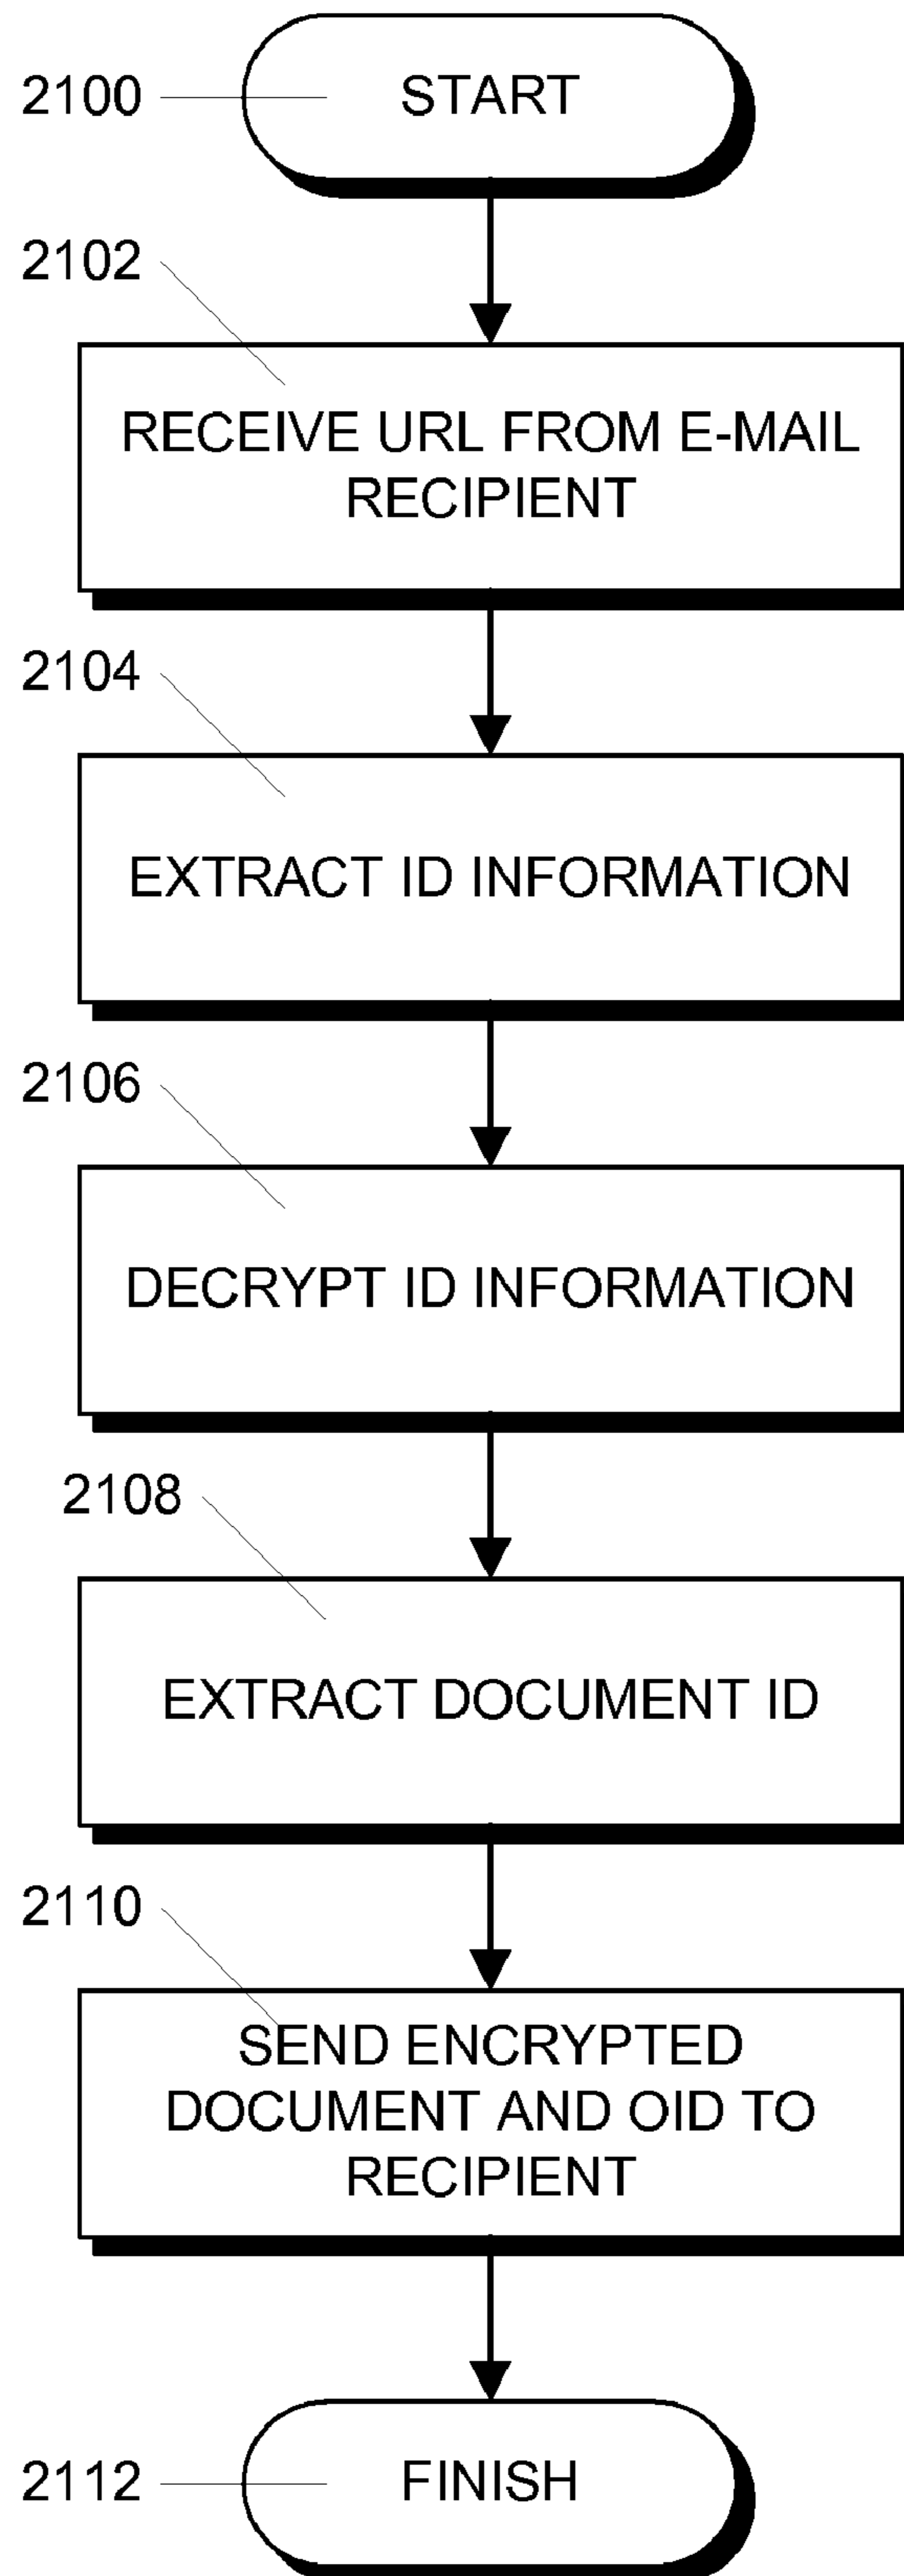 2100
START
2102
RECEIVE URL FROM E-MAIL
RECIPIENT
2104
EXTRACT ID INFORMATION
2106
DECRYPT ID INFORMATION
2108
EXTRACT DOCUMENT ID
2110
SEND ENCRYPTED
DOCUMENT AND OID TO
RECIPIENT
2112
FINISH